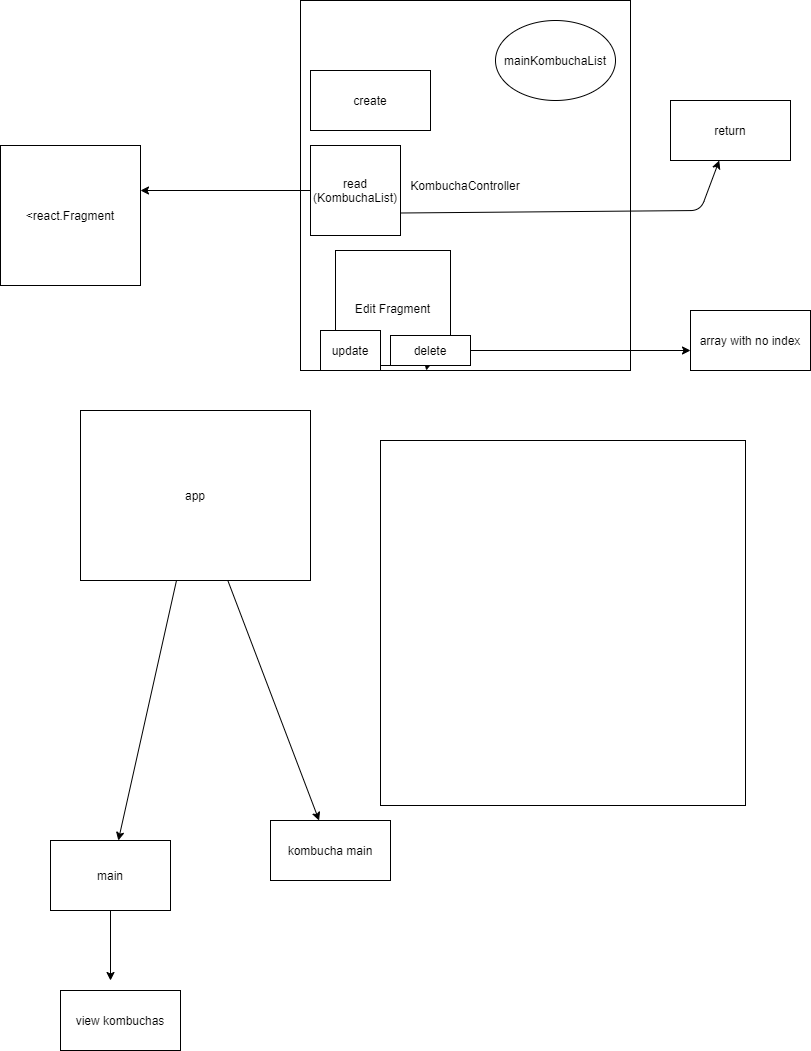 mainKombuchaList
create
return
read
(KombuchaList)
KombuchaController
<react.Fragment
Edit Fragment
update
delete
array with no index
app
kombucha main
main
view kombuchas